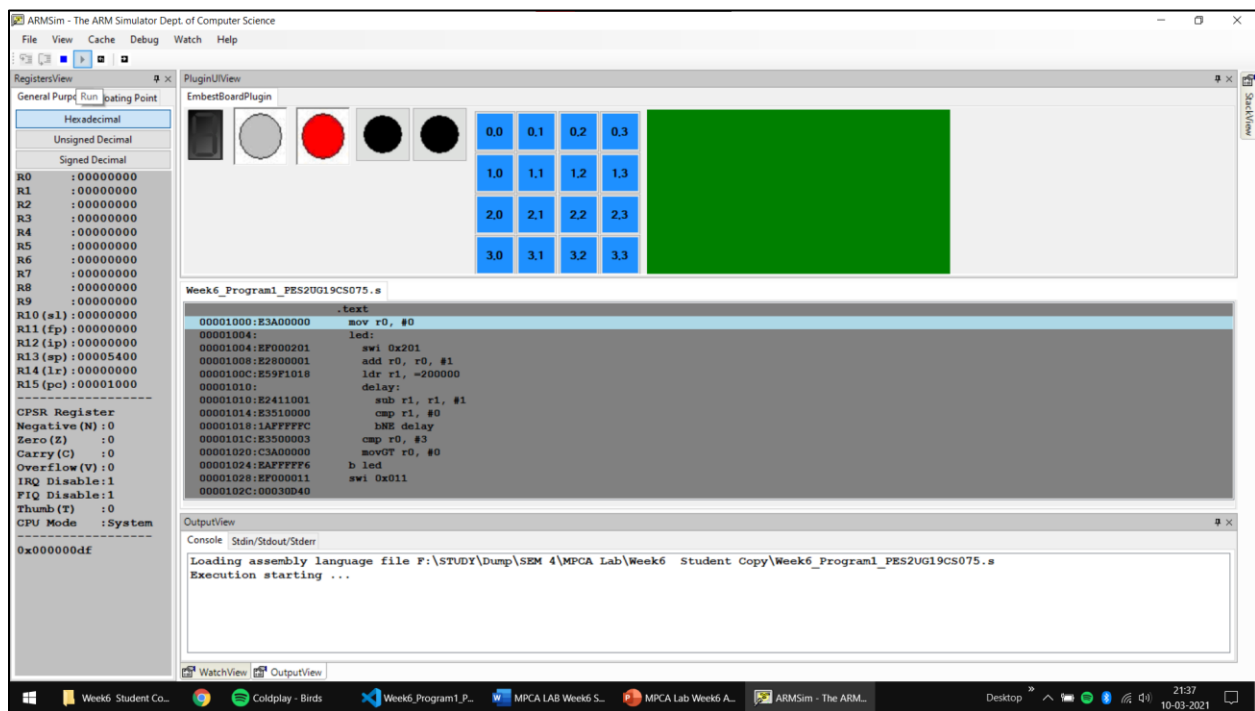 ARMSim - The ARM Simulator Dept. of Computer Science
File View Cache Debug Watch Help
RegistersView
General Purpo Run oating Point
Hexadecimal
Unsigned Decimal
Signed Decimal
R0 :00000000
R1 :00000000
R2 :00000000
R3 :00000000
R4 :00000000
R5 :00000000
R6 :00000000
R7 :00000000
R8 :00000000
R9 :00000000
R10(sl):00000000
R11(fp):00000000
R12(ip):00000000
R13(sp):00005400
R14(lr):00000000
R15(pc):00001000
-------------------
CPSR Register
Negative(N):0
Zero(Z) :0
Carry(C) :0
Overflow(V):0
IRQ Disable:1
FIQ Disable:1
Thumb(T) :0
CPU Mode :System
-------------------
0x000000df
PluginUIView
EmbestBoardPlugin
0,0 0,1 0,2 0,3
1,0 1,1 1,2 1,3
2,0 2,1 2,2 2,3
3,0 3,1 3,2 3,3
StackView
Week6_Program1_PES2UG19CS075.s
.text
00001000:E3A00000 mov r0, #0
00001004: led:
00001004:EF000201 swi 0x201
00001008:E2800001 add r0, r0, #1
0000100C:E59F1018 ldr r1, =200000
00001010: delay:
00001010:E2411001 sub r1, r1, #1
00001014:E3510000 cmp r1, #0
00001018:1AFFFFFC bNE delay
0000101C:E3500003 cmp r0, #3
00001020:C3A00000 movGT r0, #0
00001024:EAFFFFF6 b led
00001028:EF000011 swi 0x011
0000102C:00030D40
OutputView
Console Stdin/Stdout/Stderr
Loading assembly language file F:\STUDY\Dump\SEM 4\MPCA Lab\Week6 Student Copy\Week6_Program1_PES2UG19CS075.s
Execution starting ...
WatchView OutputView
Week6 Student Co... Coldplay - Birds Week6_Program1_P... MPCA LAB Week6 S... MPCA Lab Week6 A... ARMSim - The ARM... Desktop 21:37
10-03-2021